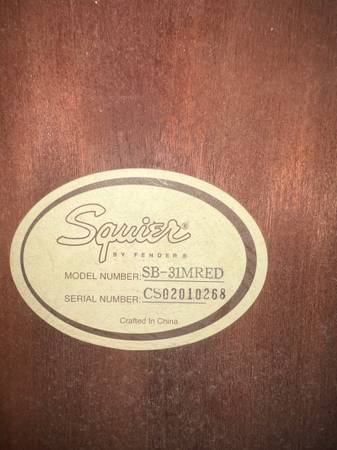 Squier®
BY FENDER®
MODEL NUMBER: SB-31MRED
SERIAL NUMBER: CS02010268
Crafted In China